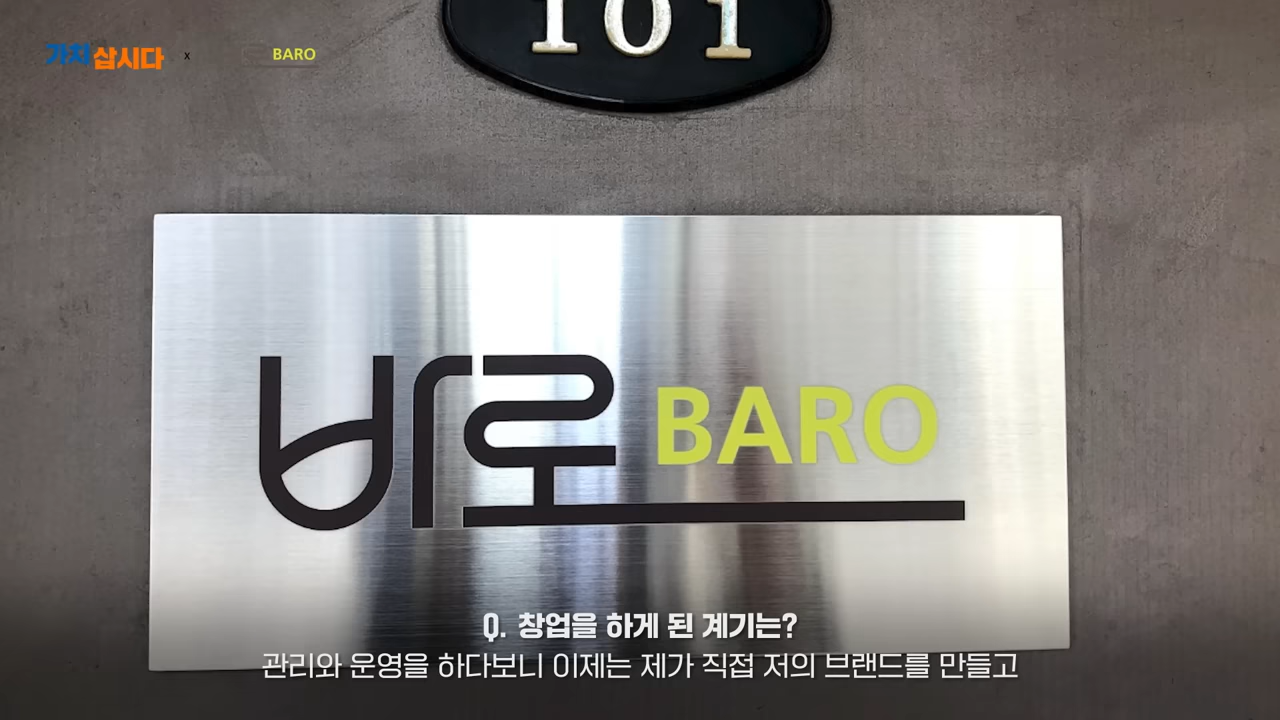 101
가치삽시다 x BARO
바로 BARO
Q. 창업을 하게 된 계기는?
관리와 운영을 하다보니 이제는 제가 직접 저의 브랜드를 만들고